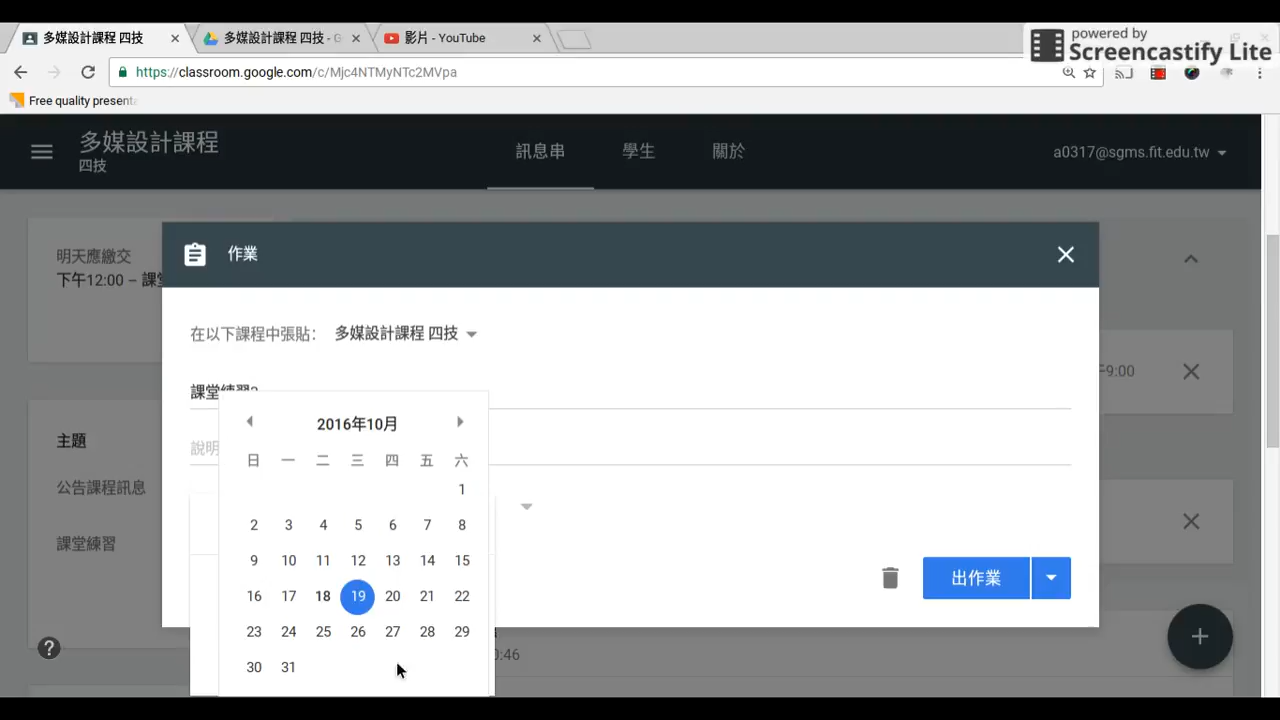 多媒設計課程 四技
多媒設計課程 四技 - G
影片 - YouTube
powered by
Screencastify Lite
https://classroom.google.com/c/Mjc4NTMyNTc2MVpa
Free quality present
多媒設計課程
四技
訊息串
學生
關於
a0317@sgms.fit.edu.tw
明天應繳交
下午12:00 – 課
作業
在以下課程中張貼：
多媒設計課程 四技
課堂練習2
9:00
說明
2016年10月
日 一 二 三 四 五 六
1
2 3 4 5 6 7 8
9 10 11 12 13 14 15
16 17 18 19 20 21 22
23 24 25 26 27 28 29
30 31
主題
公告課程訊息
課堂練習
出作業
0:46